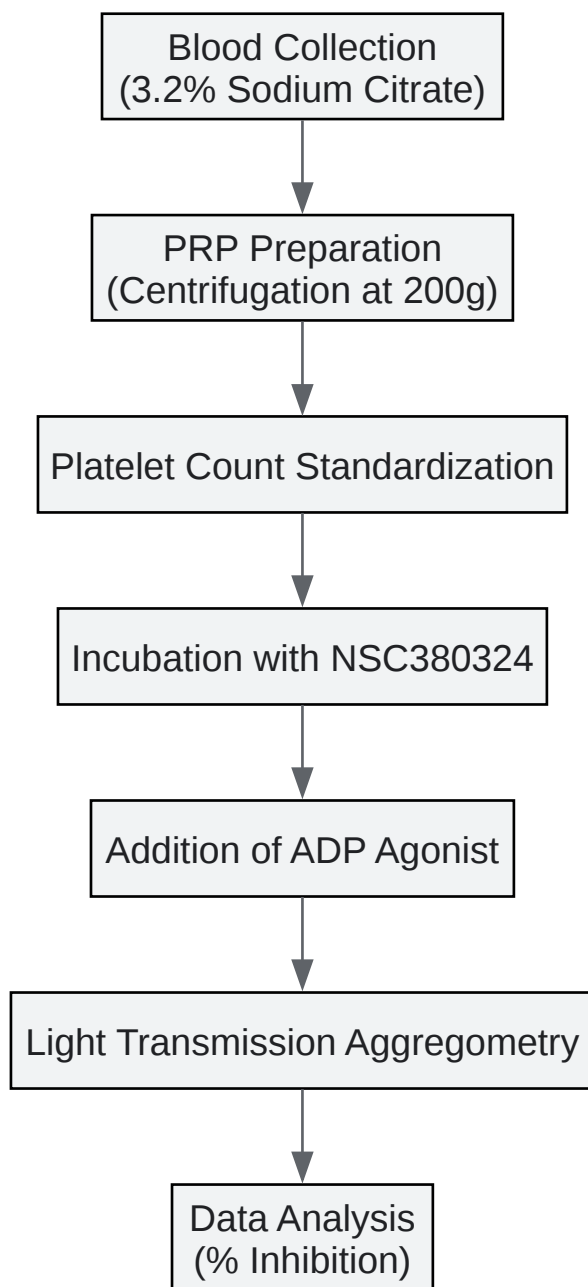 Blood Collection
(3.2% Sodium Citrate)
PRP Preparation
(Centrifugation at 200g)
Platelet Count Standardization
Incubation with NSC380324
Addition of ADP Agonist
Light Transmission Aggregometry
Data Analysis
(% Inhibition)